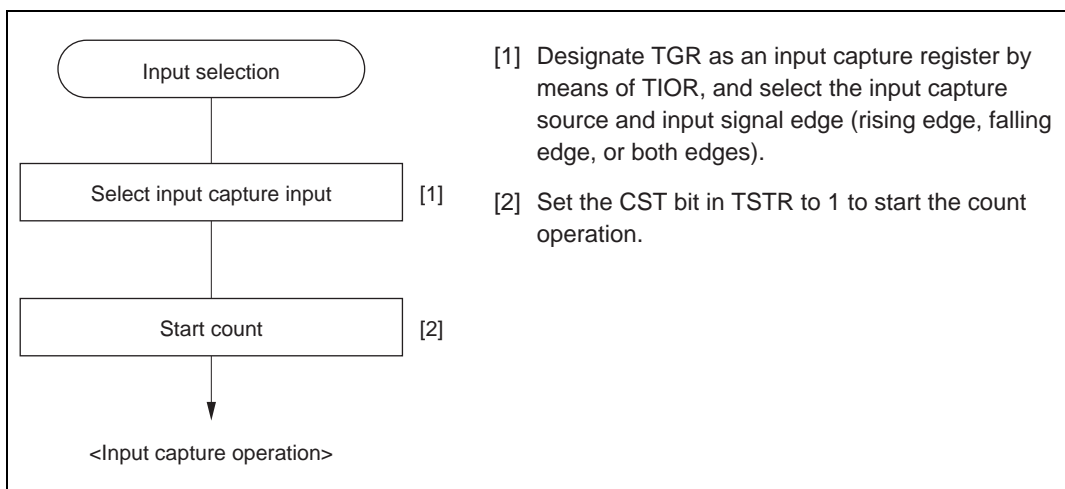 Input selection
Select input capture input [1]
Start count [2]
<Input capture operation>
[1] Designate TGR as an input capture register by
means of TIOR, and select the input capture
source and input signal edge (rising edge, falling
edge, or both edges).
[2] Set the CST bit in TSTR to 1 to start the count
operation.